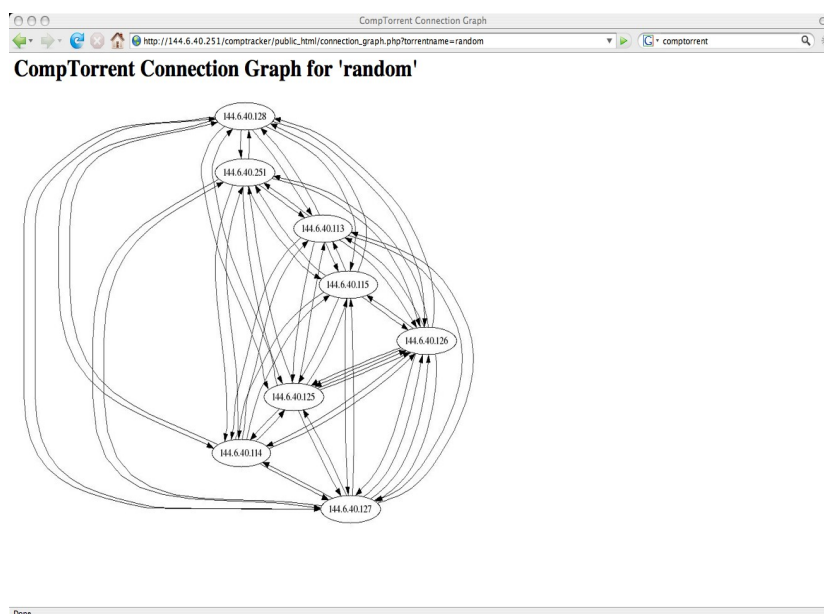 CompTorrent Connection Graph
http://144.6.40.251/comptracker/public_html/connection_graph.php?torrentname=random
comptorrent
CompTorrent Connection Graph for 'random'
144.6.40.128
144.6.40.251
144.6.40.113
144.6.40.115
144.6.40.126
144.6.40.125
144.6.40.114
144.6.40.127
Done